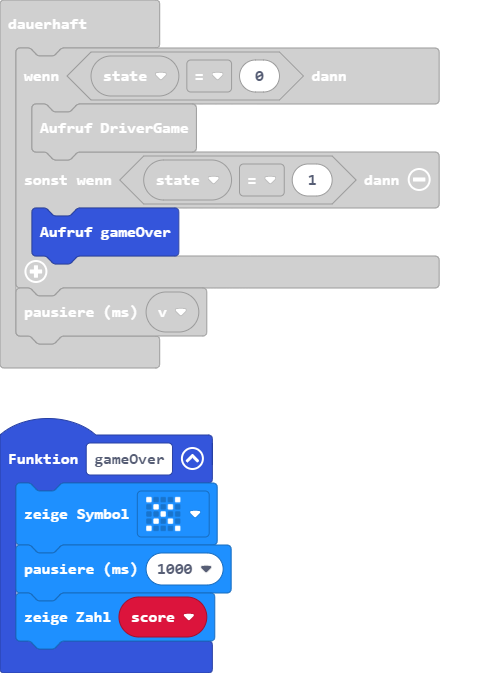 dauerhaft
wenn state = 0 dann
Aufruf DriverGame
sonst wenn state = 1 dann
Aufruf gameOver
pausiere (ms) v
Funktion gameOver
zeige Symbol
pausiere (ms) 1000
zeige Zahl score